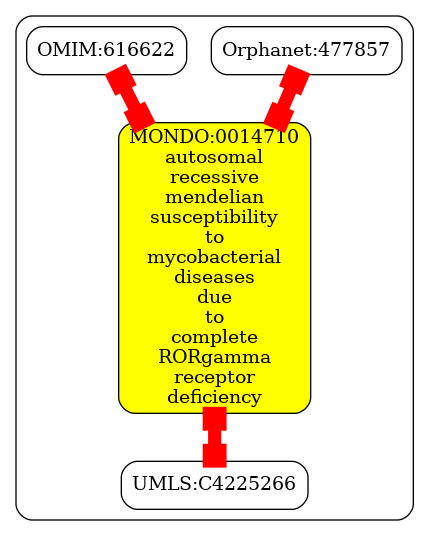 OMIM:616622
Orphanet:477857
MONDO:0014710
autosomal
recessive
mendelian
susceptibility
to
mycobacterial
diseases
due
to
complete
RORgamma
receptor
deficiency
UMLS:C4225266